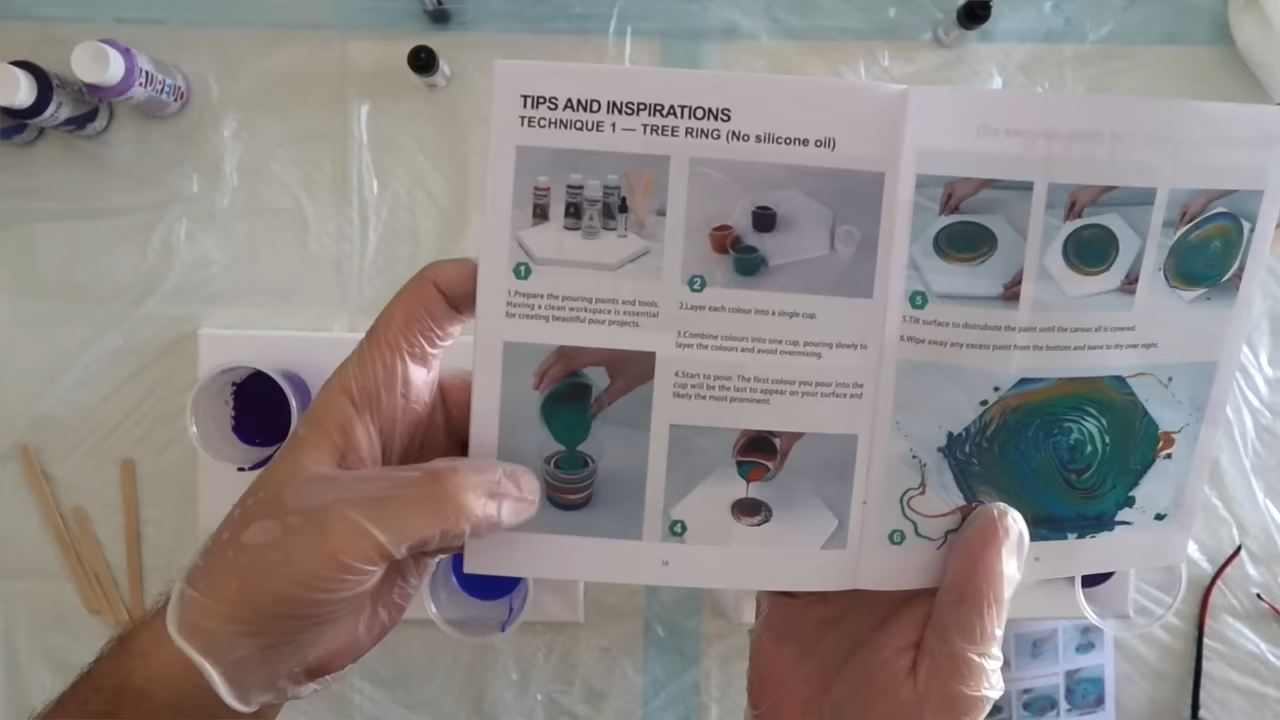 TIPS AND INSPIRATIONS
TECHNIQUE 1 — TREE RING (No silicone oil)
1
1.Prepare the pouring paints and tools.
Having a clean workspace is essential
for creating beautiful pour projects.
2
2.Layer each colour into a single cup.
3.Combine colours into one cup, pouring slowly to
layer the colours and avoid overmixing.
4.Start to pour. The first colour you pour into the
cup will be the last to appear on your surface and
likely the most prominent.
4
5
5.Tilt surface to distrubute the paint until the canvas all is covered.
6.Wipe away any excess paint from the bottom and leave to dry over night.
6